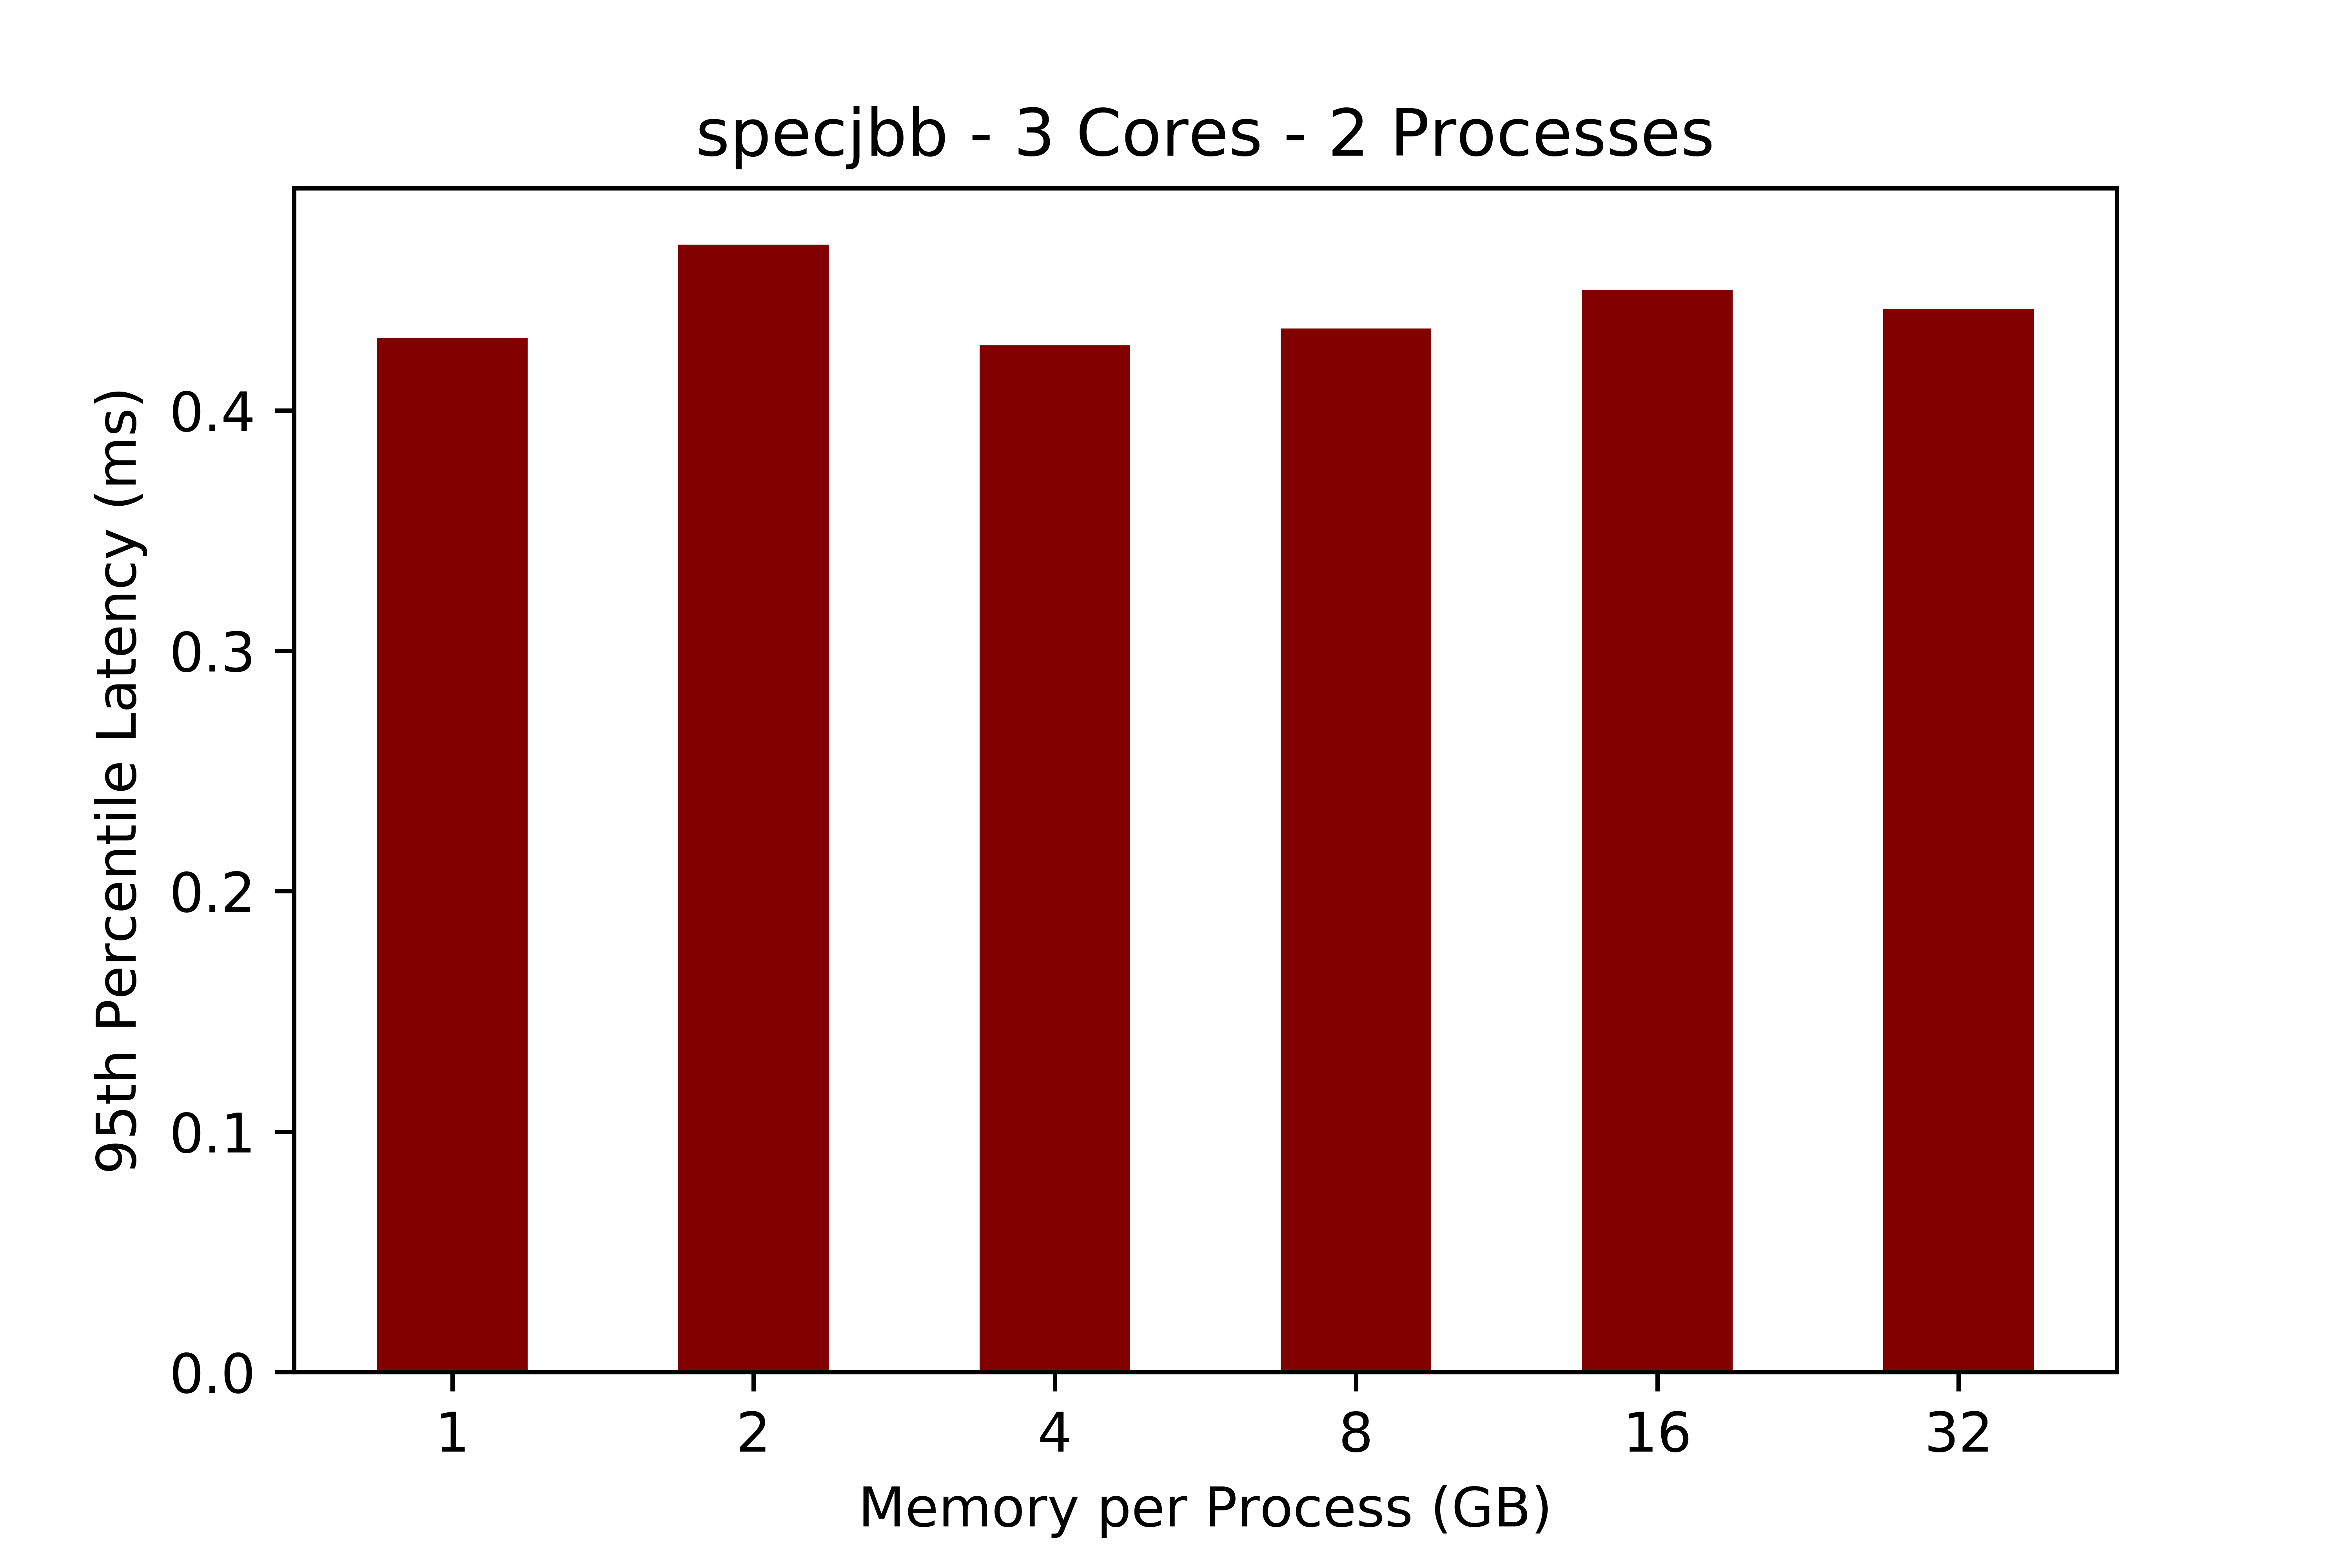 specjbb - 3 Cores - 2 Processes
95th Percentile Latency (ms)
0.4
0.3
0.2
0.1
0.0
1 2 4 8 16 32
Memory per Process (GB)